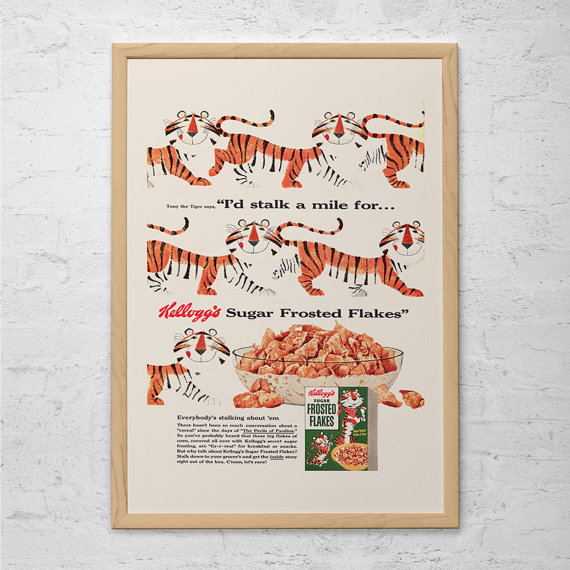 Tony the Tiger says, "I'd stalk a mile for...
Kellogg's Sugar Frosted Flakes"
Everybody's stalking about 'em
There hasn't been so much conversation about a
"cereal" since the days of "The Perils of Pauline."
So you've probably heard that these big flakes of
corn, covered all over with Kellogg's secret sugar
frosting, are "Gr-r-reat" for breakfast or snacks.
But why talk about Kellogg's Sugar Frosted Flakes?
Stalk down to your grocer's and get the inside story
right out of the box. C'mon, let's race!
Kellogg's
SUGAR
FROSTED
FLAKES